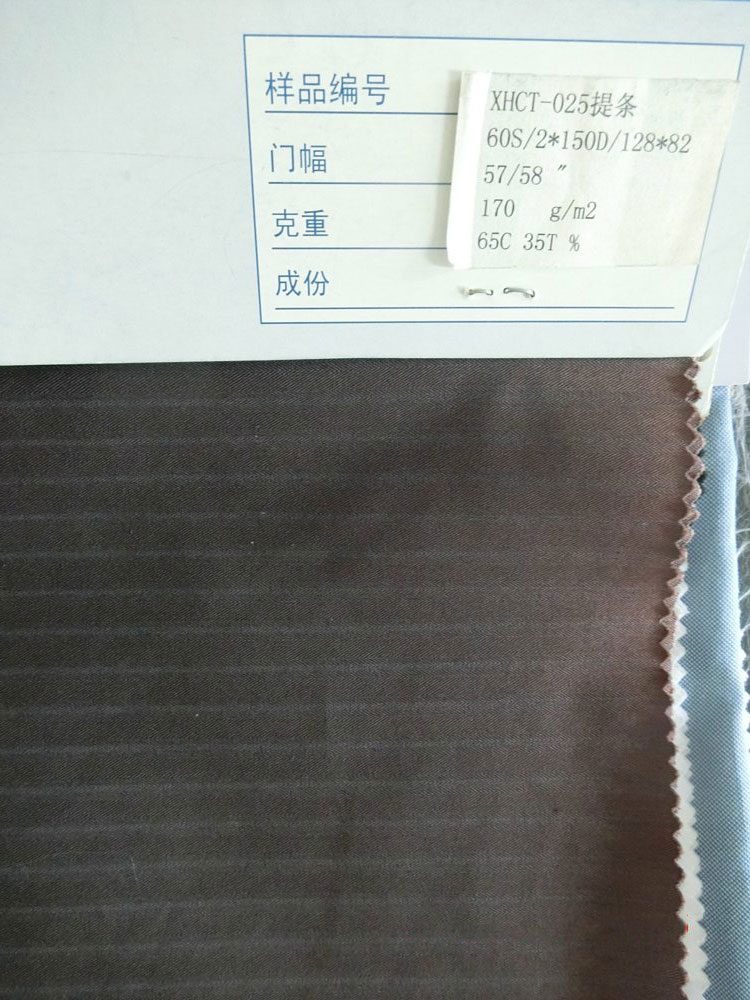 样品编号
XHCT-025提条
60S/2*150D/128*82
门幅
57/58 "
克重
170 g/m2
65C 35T %
成份